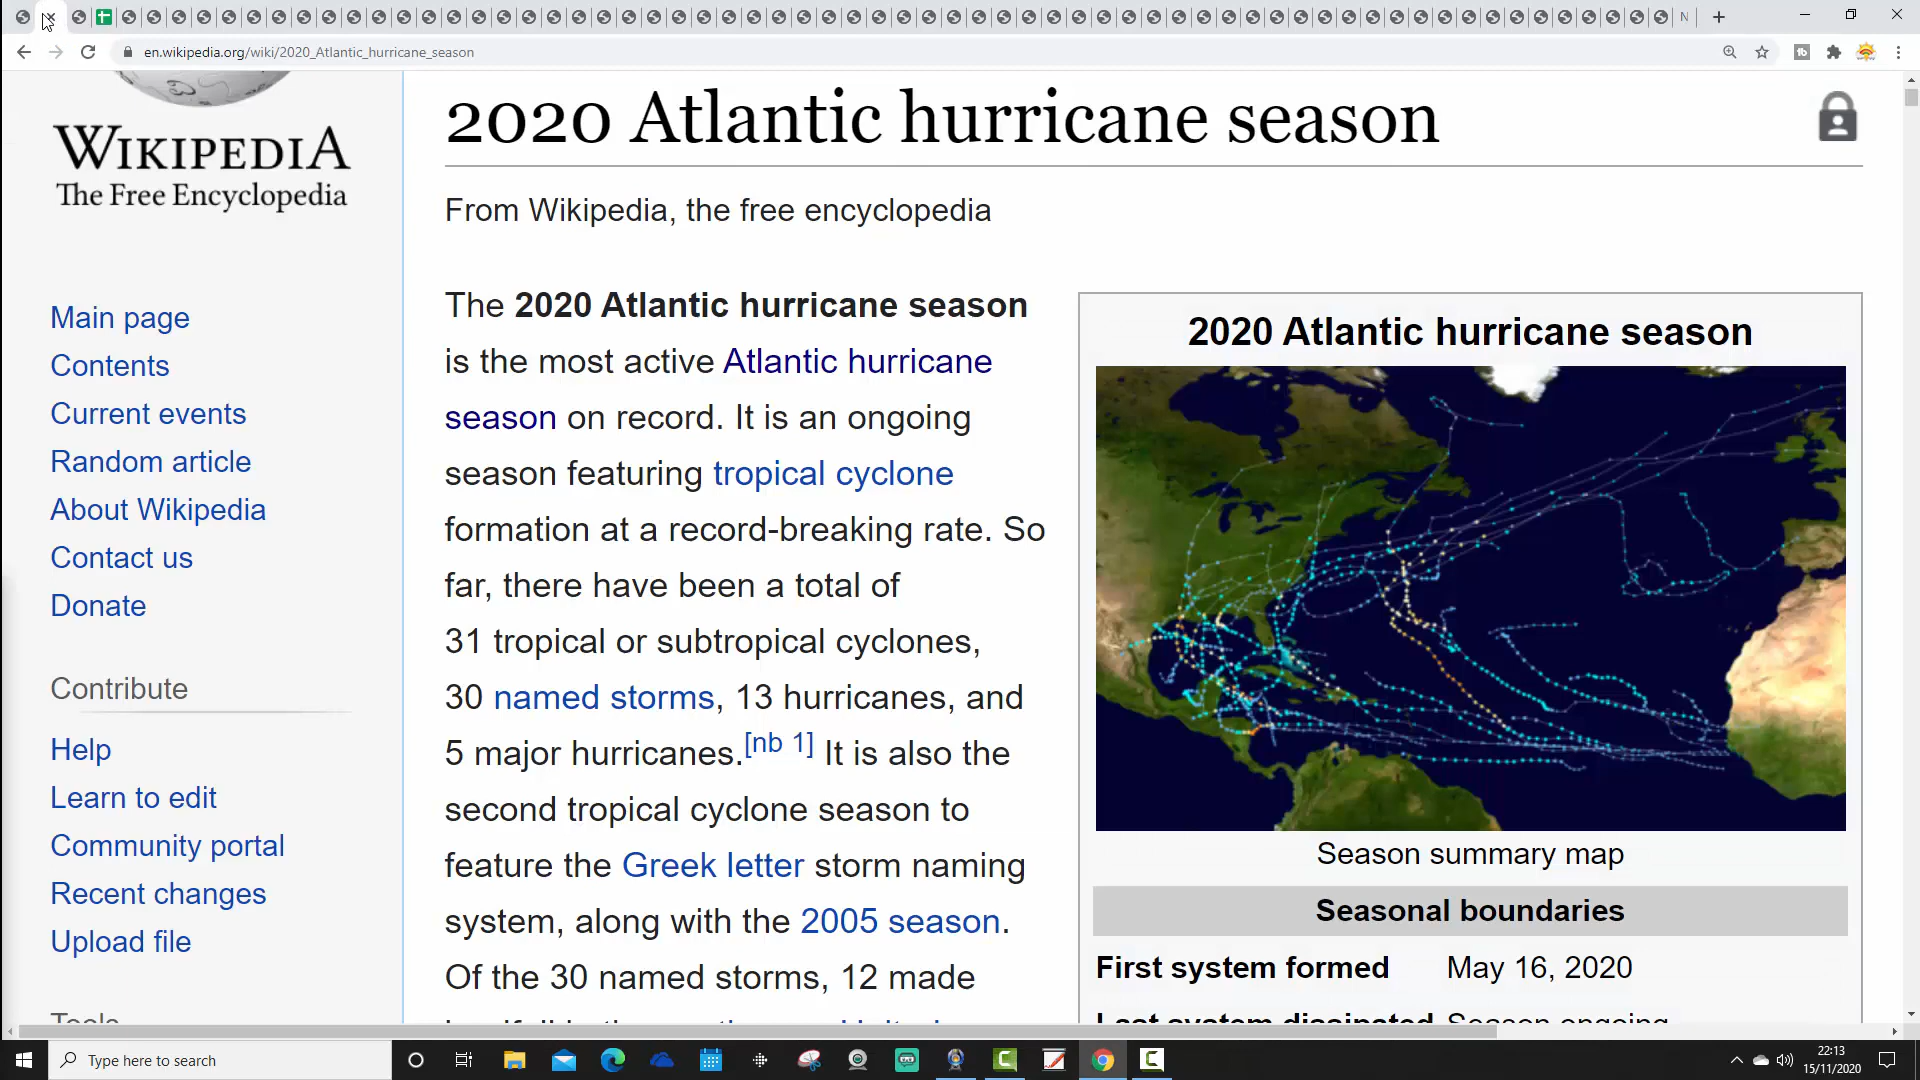 N
en.wikipedia.org/wiki/2020_Atlantic_hurricane_season
WIKIPEDIA
The Free Encyclopedia
Main page
Contents
Current events
Random article
About Wikipedia
Contact us
Donate
Contribute
Help
Learn to edit
Community portal
Recent changes
Upload file
Tools
2020 Atlantic hurricane season
From Wikipedia, the free encyclopedia
The 2020 Atlantic hurricane season
is the most active Atlantic hurricane
season on record. It is an ongoing
season featuring tropical cyclone
formation at a record-breaking rate. So
far, there have been a total of
31 tropical or subtropical cyclones,
30 named storms, 13 hurricanes, and
5 major hurricanes.[nb 1] It is also the
second tropical cyclone season to
feature the Greek letter storm naming
system, along with the 2005 season.
Of the 30 named storms, 12 made
2020 Atlantic hurricane season
Season summary map
Seasonal boundaries
First system formed May 16, 2020
Last system dissipated Season ongoing
Type here to search
22:13
15/11/2020